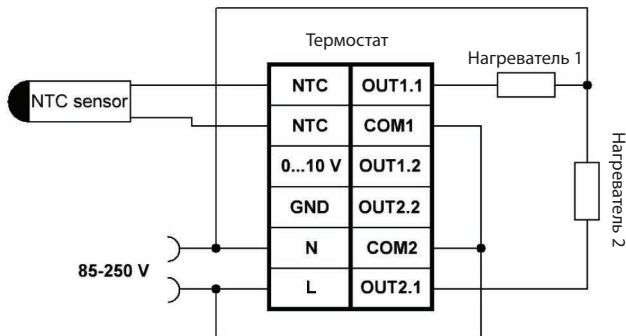 Термостат
Нагреватель 1
NTC sensor
NTC OUT1.1
NTC COM1
0...10 V OUT1.2
GND OUT2.2
N COM2
L OUT2.1
85-250 V
Нагреватель 2